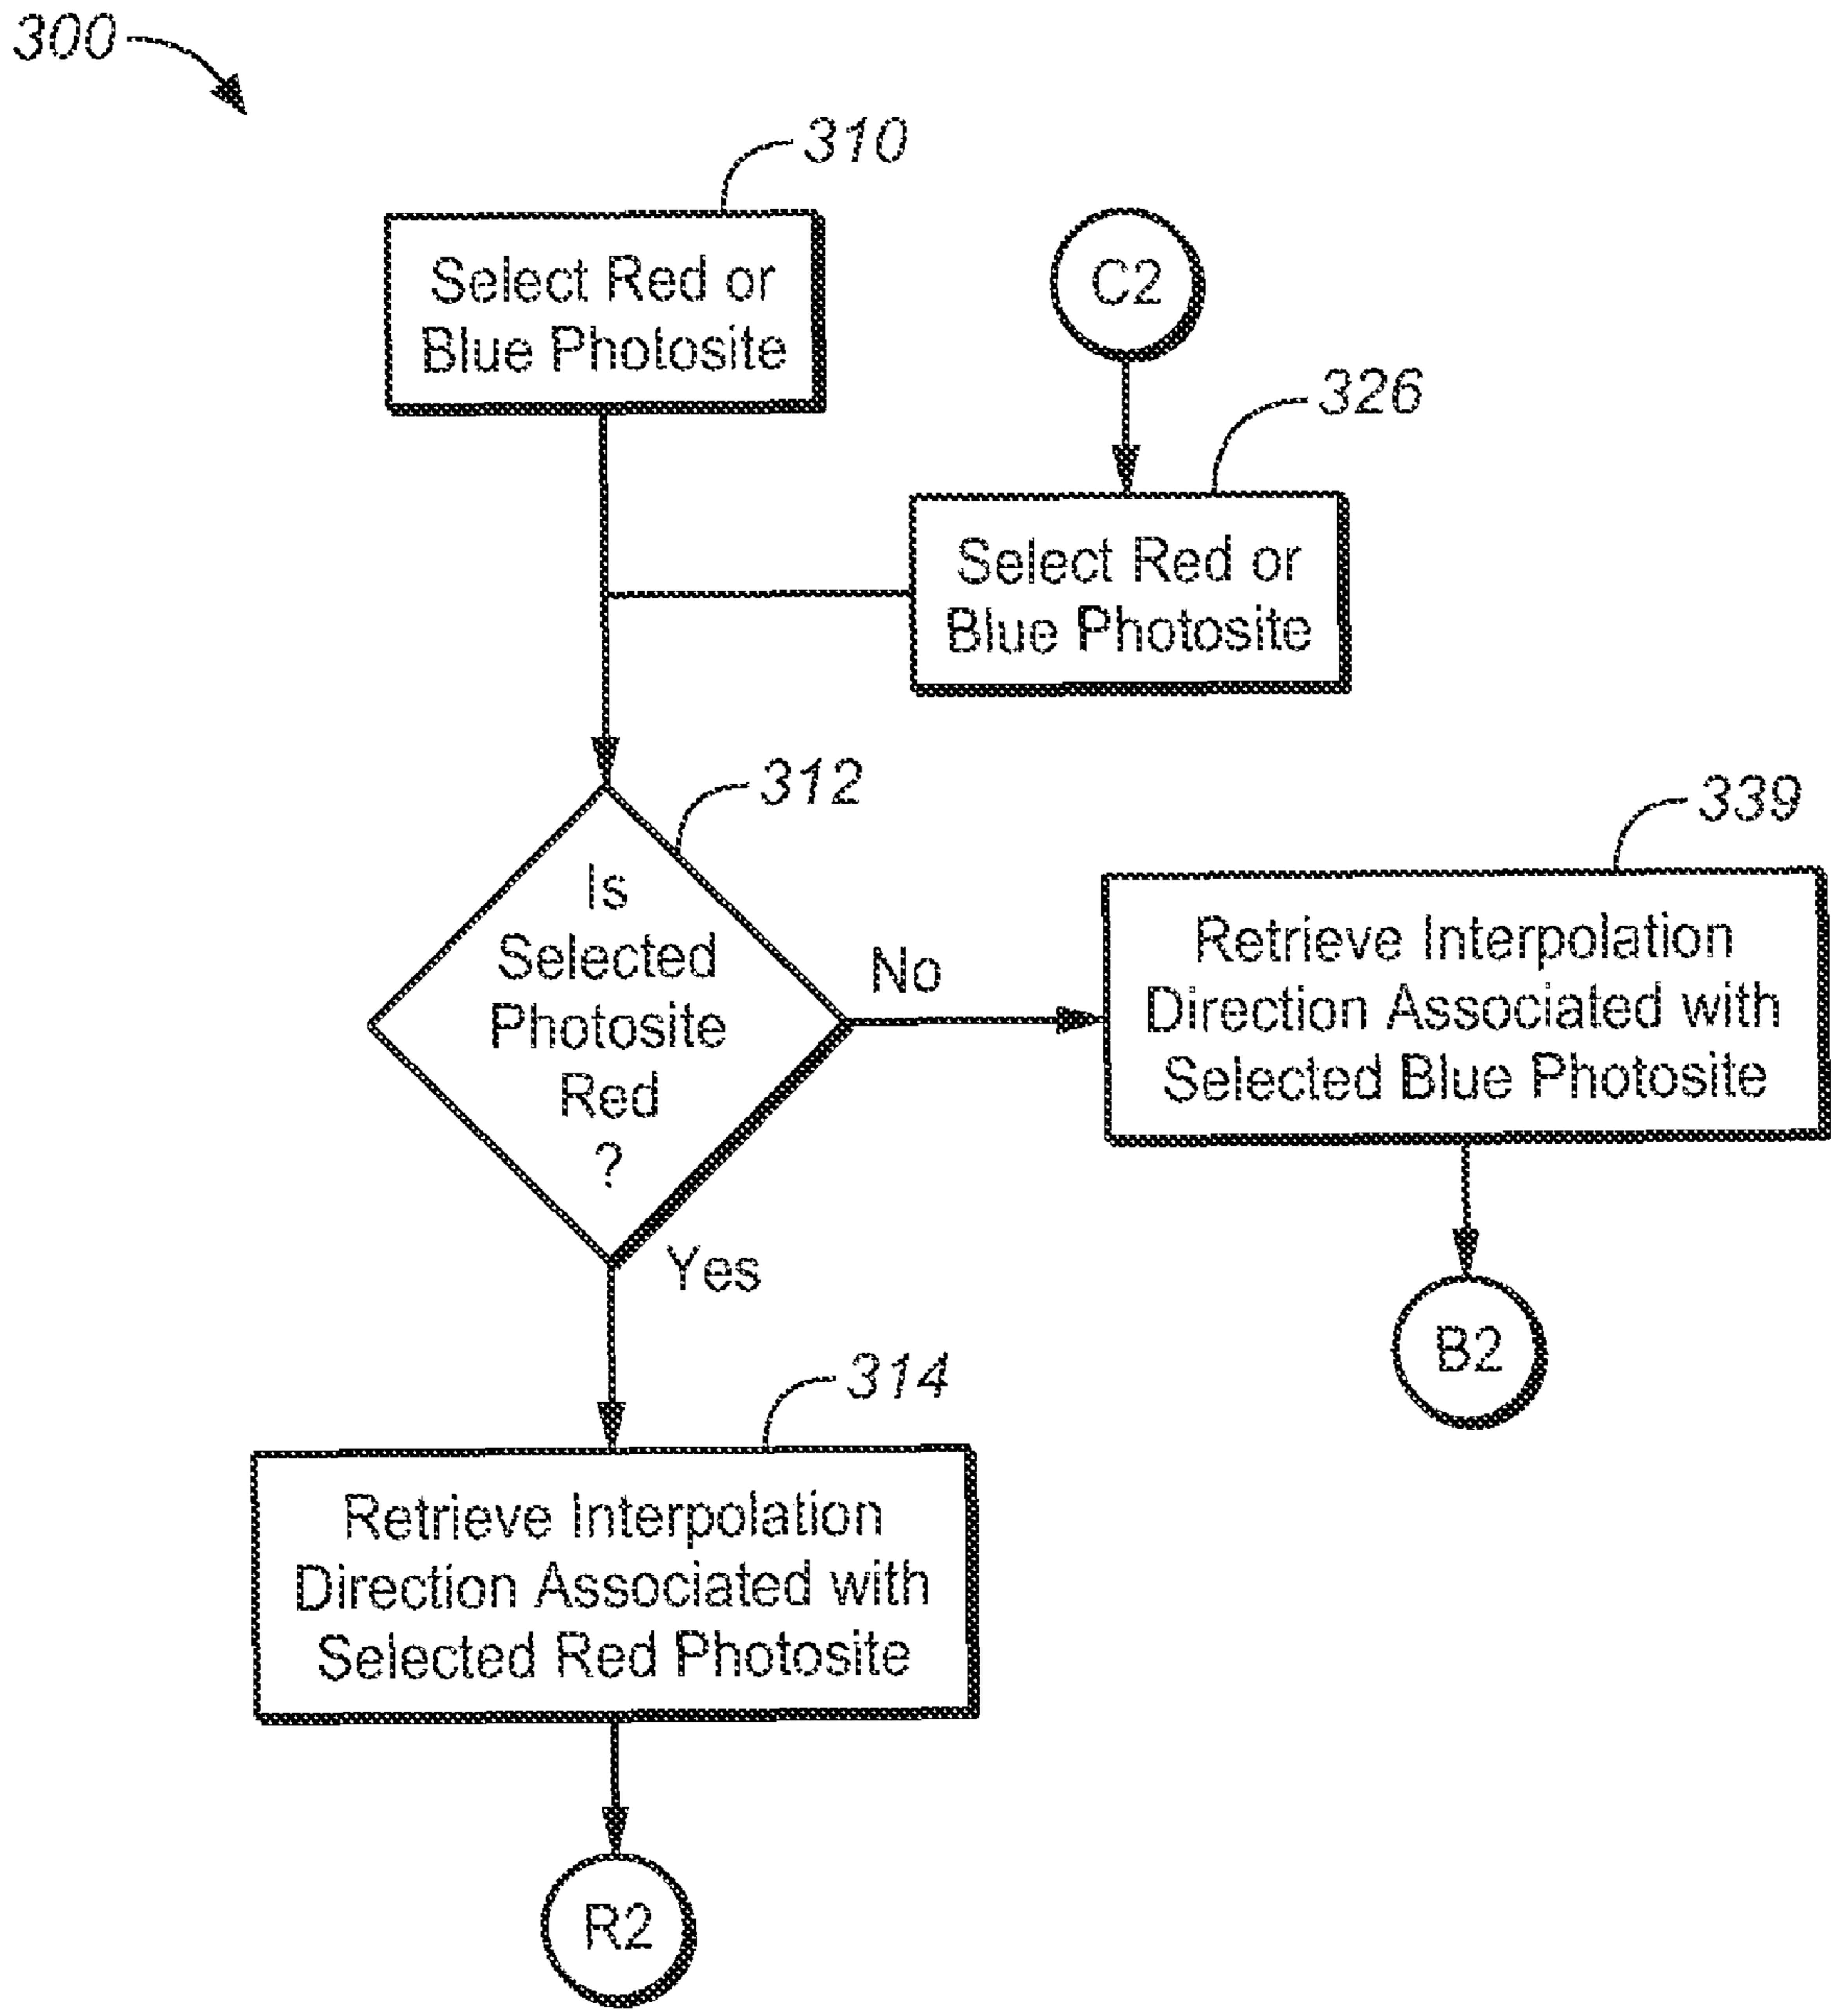 300
310
Select Red or
Blue Photosite
C2
326
Select Red or
Blue Photosite
312
Is
Selected
Photosite
Red
?
No
Yes
339
Retrieve Interpolation
Direction Associated with
Selected Blue Photosite
B2
314
Retrieve Interpolation
Direction Associated with
Selected Red Photosite
R2